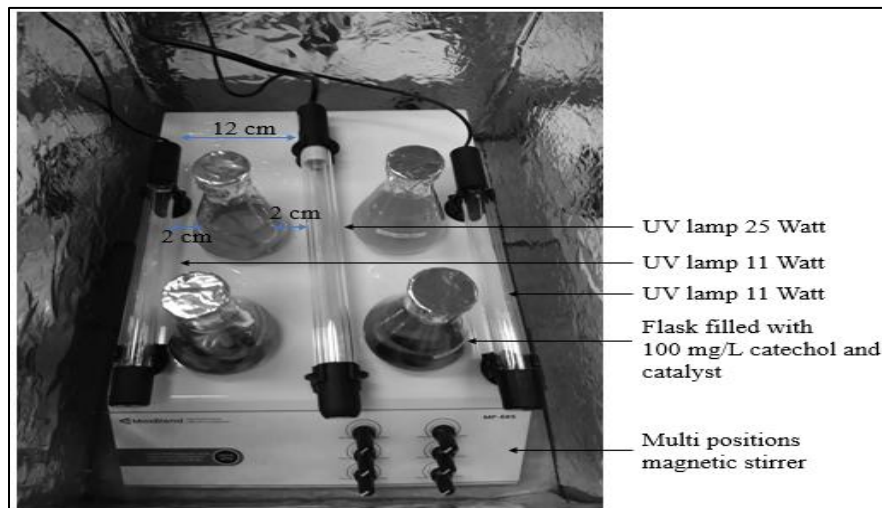 12 cm
2 cm
2 cm
UV lamp 25 Watt
UV lamp 11 Watt
UV lamp 11 Watt
Flask filled with
100 mg/L catechol and
catalyst
Multi positions
magnetic stirrer